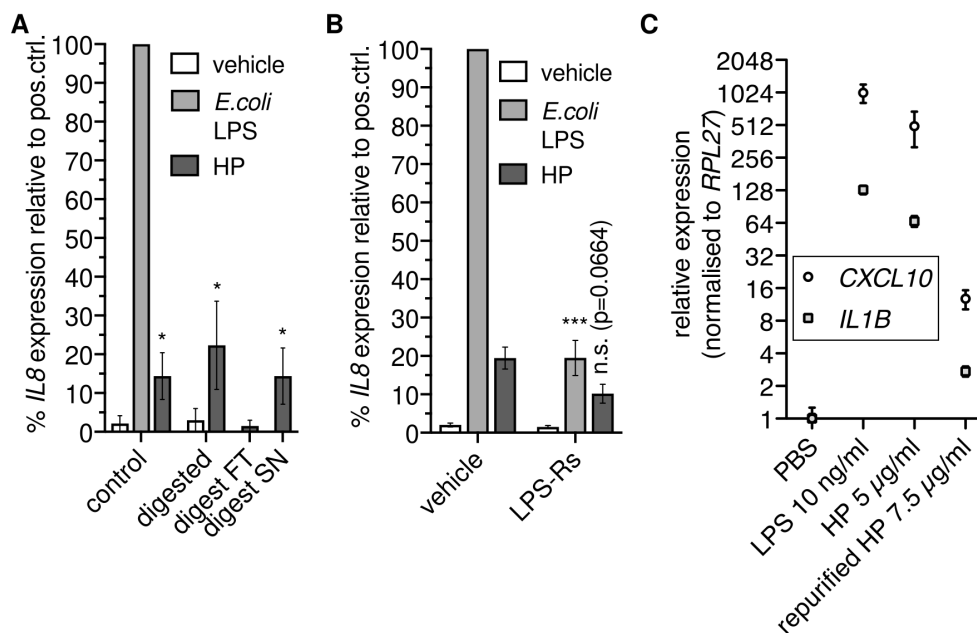 A
% IL8 expression relative to pos.ctrl.
100
90
80
70
60
50
40
30
20
10
0
vehicle
E.coli
LPS
HP
*
*
*
control
digested
digest FT
digest SN
B
% IL8 expression relative to pos.ctrl.
100
90
80
70
60
50
40
30
20
10
0
vehicle
E.coli
LPS
HP
***
n.s. (p=0.0664)
vehicle
LPS-Rs
C
relative expression
(normalised to RPL27)
2048
1024
512
256
128
64
32
16
8
4
2
1
CXCL10
IL1B
PBS
LPS 10 ng/ml
HP 5 µg/ml
repurified HP 7.5 µg/ml